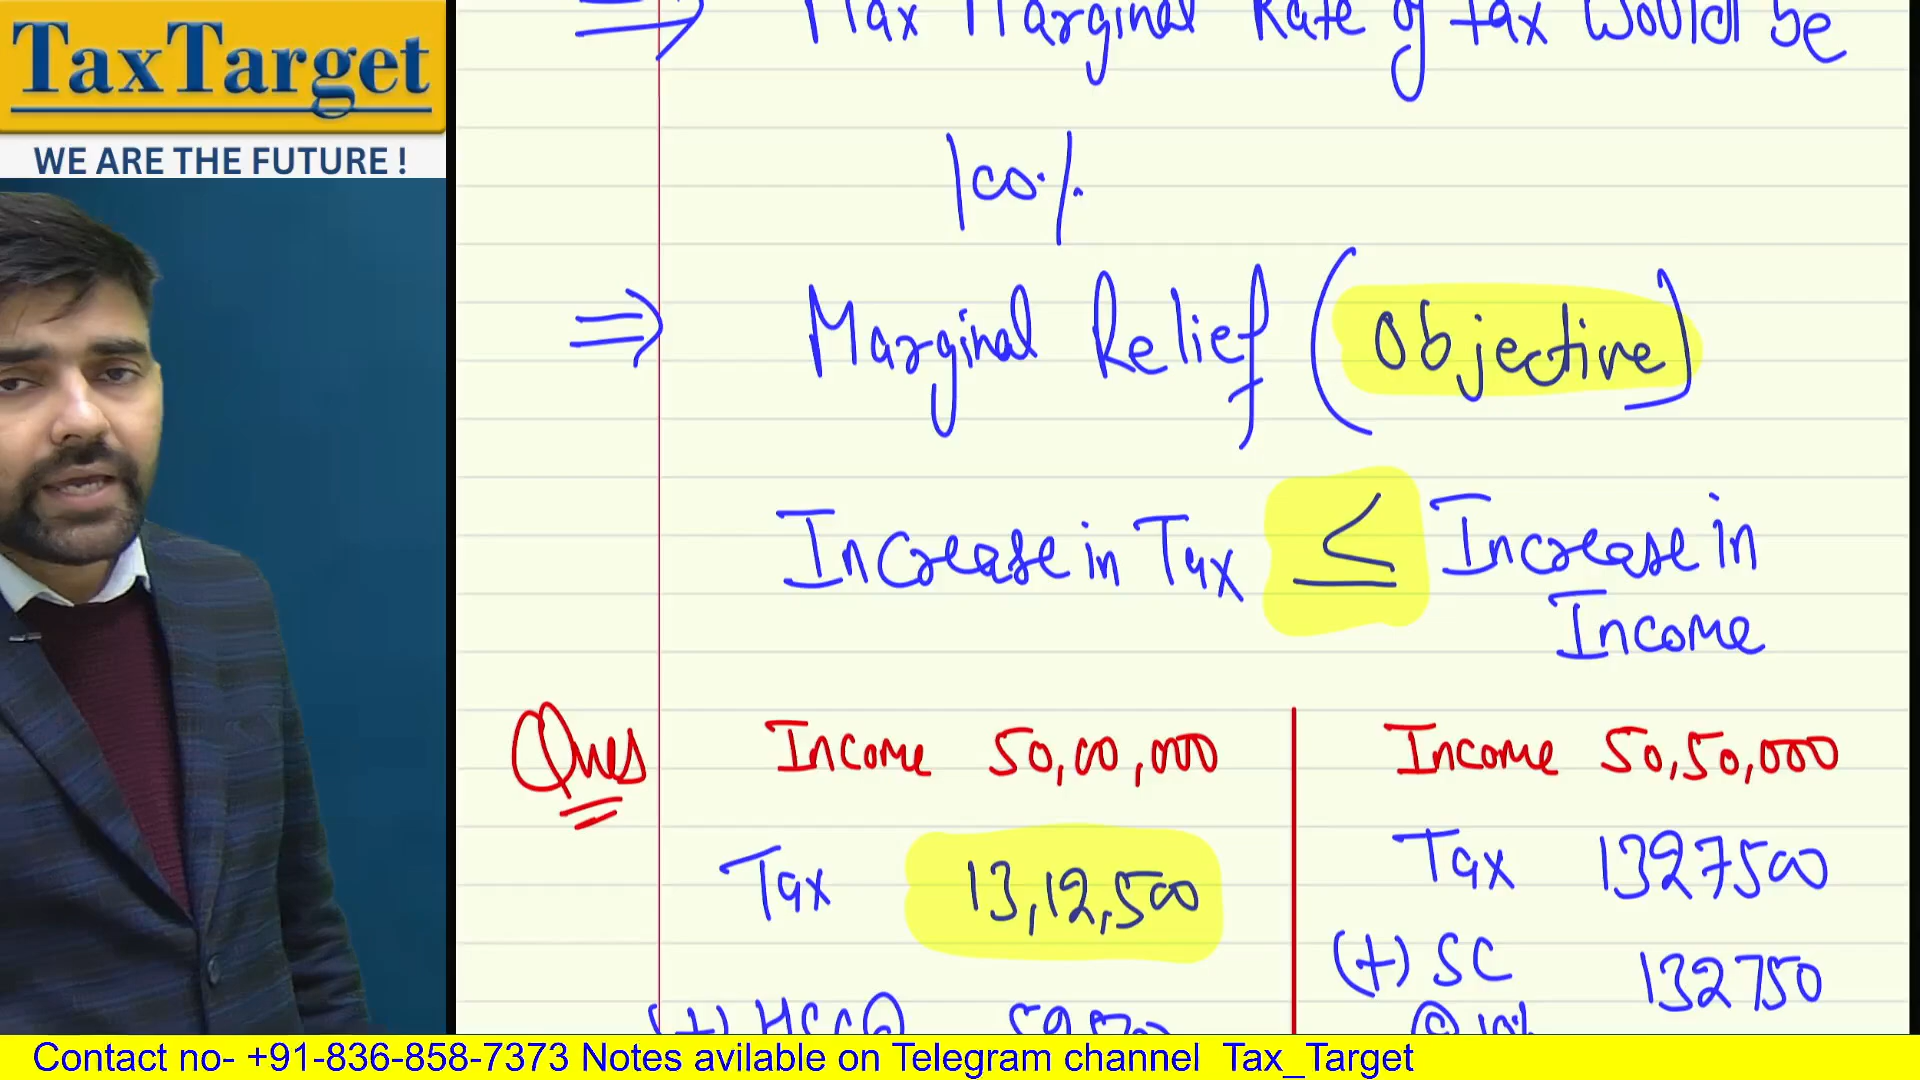 TaxTarget
WE ARE THE FUTURE !
⇒ Max Marginal Rate of tax would be
100%
⇒ Marginal Relief (Objective)
Increase in Tax ≤ Increase in
Income
Ques Income 50,00,000 Income 50,50,000
Tax 13,12,500 Tax 1327500
(+) SC 132750
(+) HEC @
@ 10%
Contact no- +91-836-858-7373 Notes avilable on Telegram channel Tax_Target